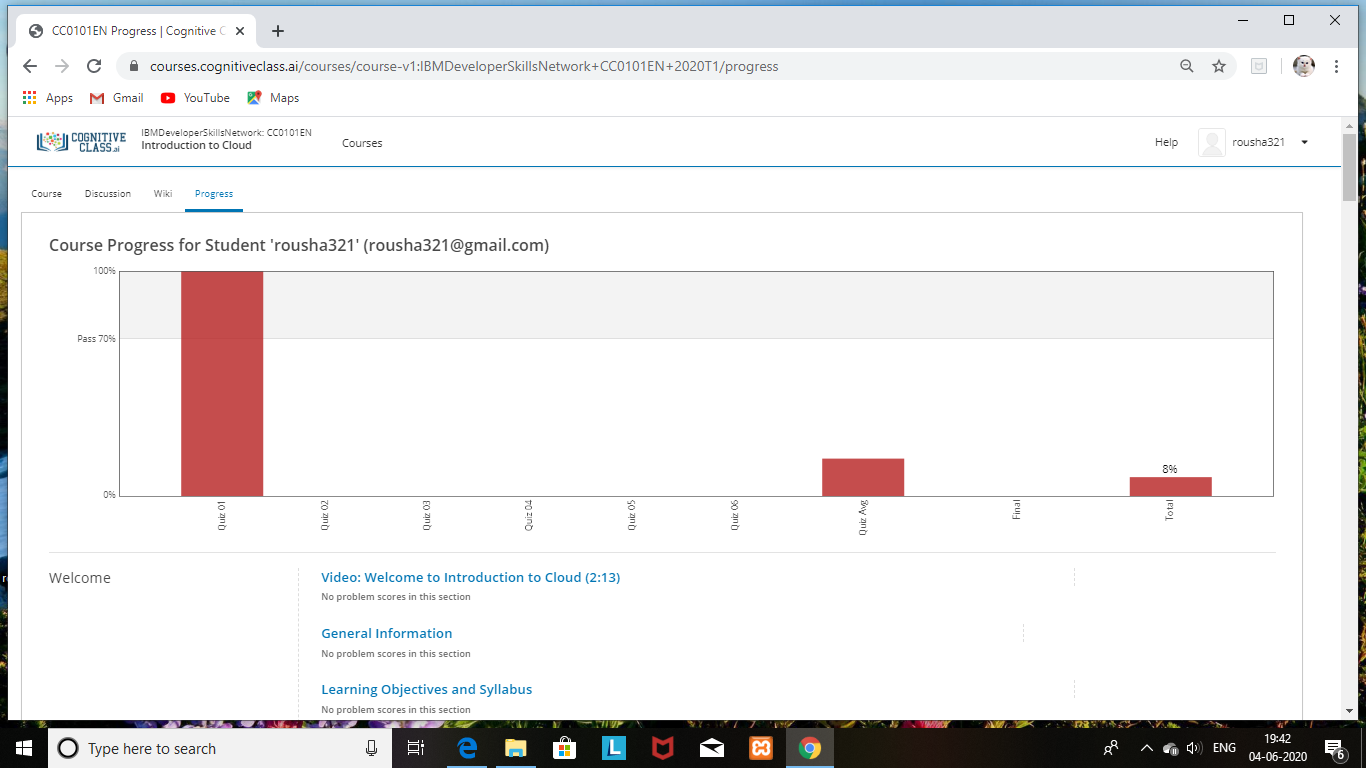 CC0101EN Progress | Cognitive C
courses.cognitiveclass.ai/courses/course-v1:IBMDeveloperSkillsNetwork+CC0101EN+2020T1/progress
Apps Gmail YouTube Maps
COGNITIVE
CLASS.ai
IBMDeveloperSkillsNetwork: CC0101EN
Introduction to Cloud
Courses
Help
rousha321
Course Discussion Wiki Progress
Course Progress for Student 'rousha321' (rousha321@gmail.com)
100%
Pass 70%
0%
8%
Quiz 01
Quiz 02
Quiz 03
Quiz 04
Quiz 05
Quiz 06
Quiz Avg
Final
Total
Welcome
Video: Welcome to Introduction to Cloud (2:13)
No problem scores in this section
General Information
No problem scores in this section
Learning Objectives and Syllabus
No problem scores in this section
Type here to search
L
ENG
19:42
04-06-2020
6